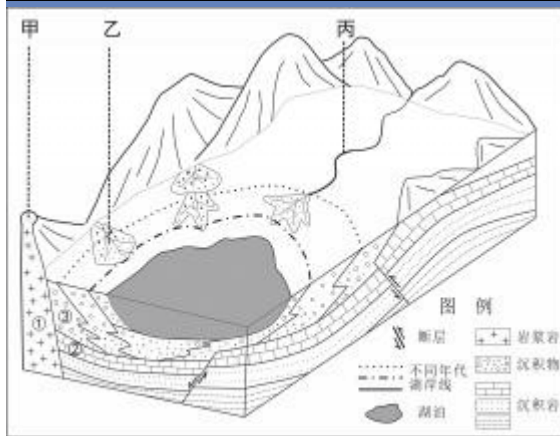 甲 乙 丙
① ③
②
图 例
断层 岩浆岩
不同年代 沉积物
湖岸线
湖泊 沉积岩